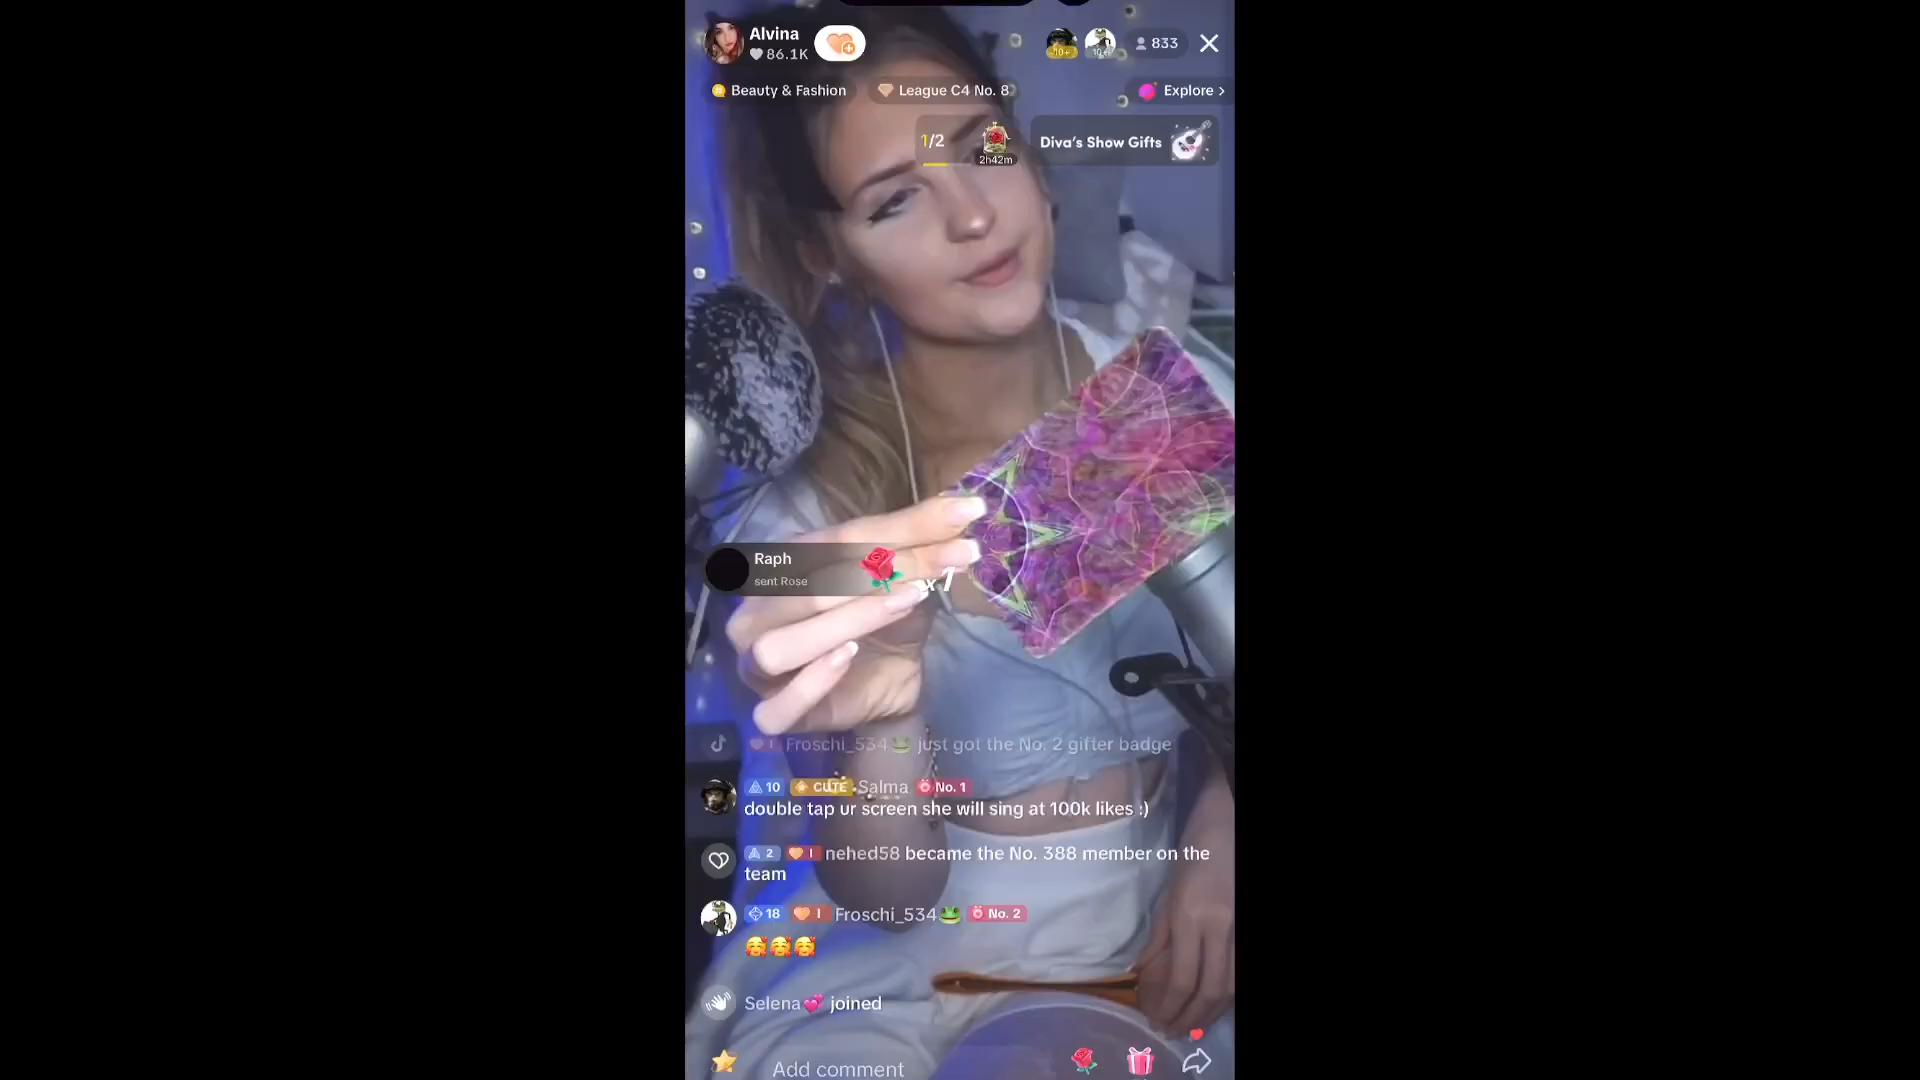 Alvina
86.1K
10+
10+
833
Beauty & Fashion
League C4 No. 8
Explore >
1/2
2h42m
Diva's Show Gifts
Raph
sent Rose
x1
1 Froschi_534🐸 just got the No. 2 gifter badge
10 CUTE Salma No. 1
double tap ur screen she will sing at 100k likes :)
2 I nehed58 became the No. 388 member on the
team
18 I Froschi_534🐸 No. 2
🥰🥰🥰
Selena💞 joined
Add comment